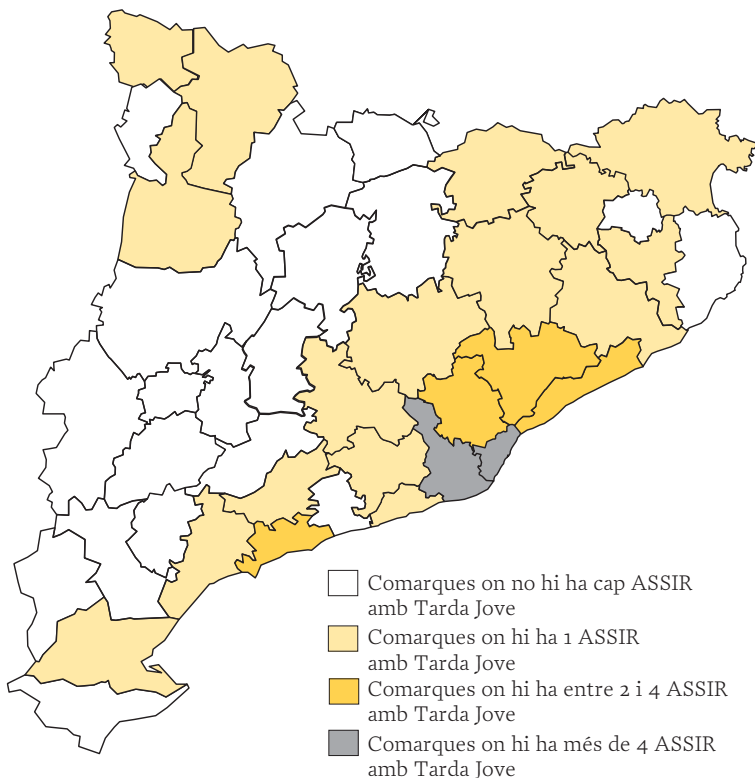 Comarques on no hi ha cap ASSIR
amb Tarda Jove
Comarques on hi ha 1 ASSIR
amb Tarda Jove
Comarques on hi ha entre 2 i 4 ASSIR
amb Tarda Jove
Comarques on hi ha més de 4 ASSIR
amb Tarda Jove